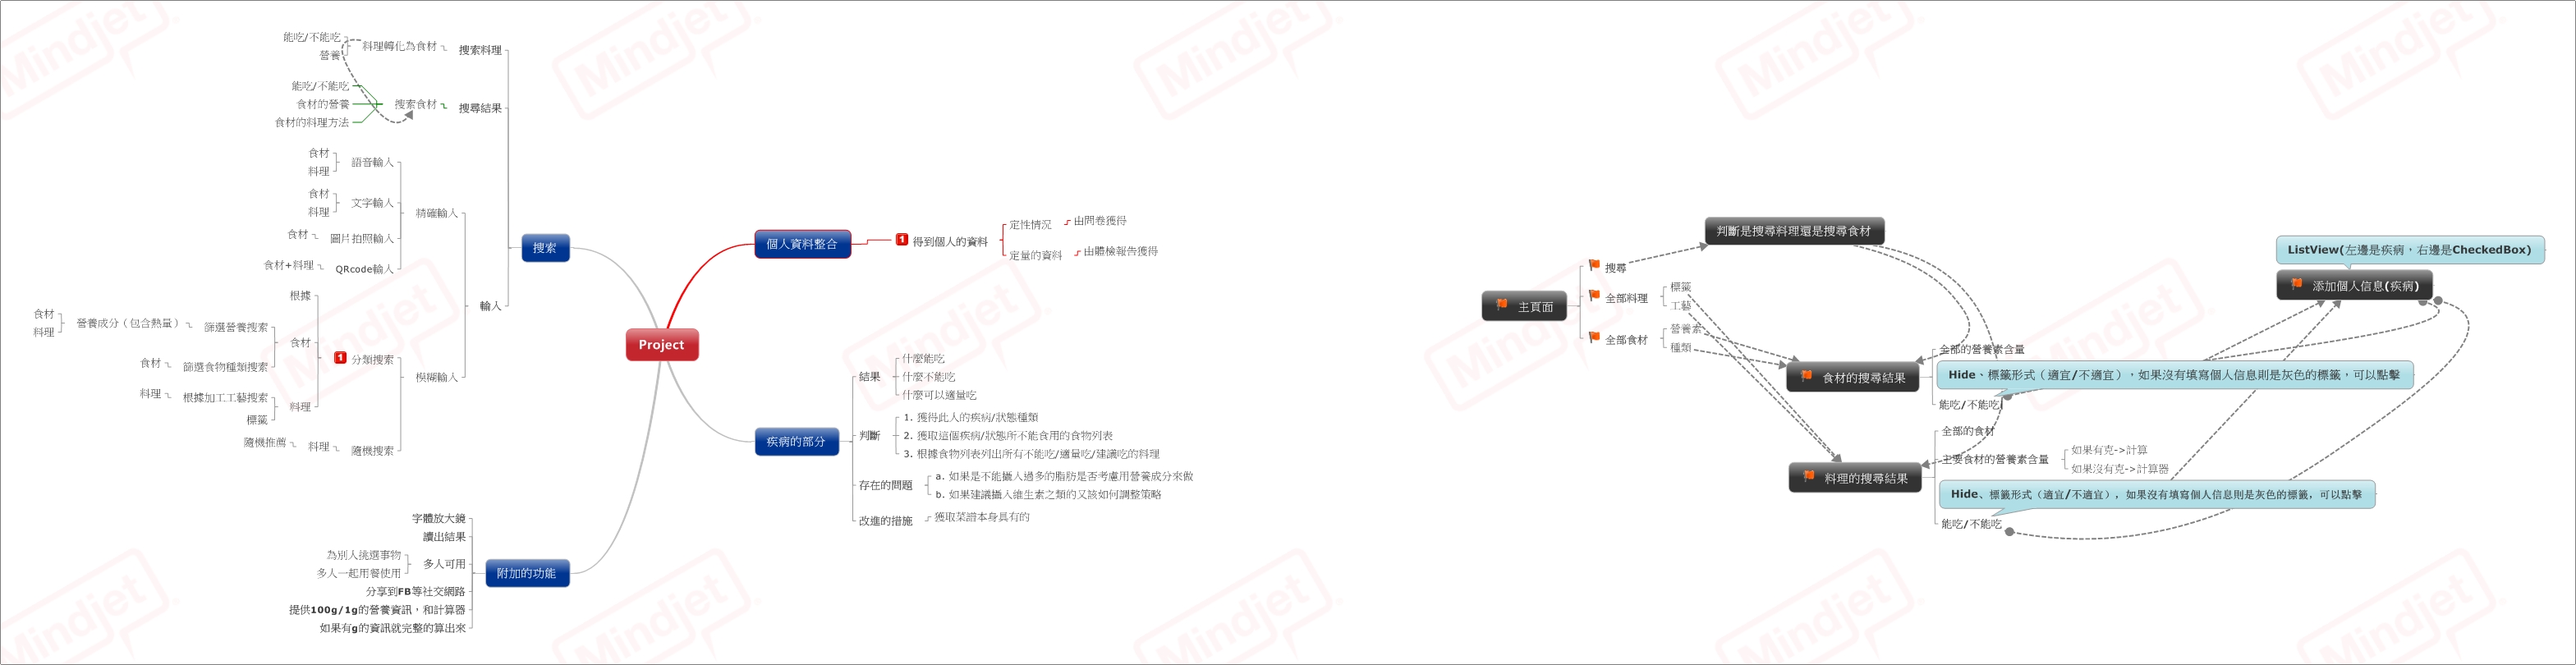 Project
搜索
搜索料理
料理轉化為食材
能吃/不能吃
營養
搜尋結果
搜索食材
能吃/不能吃
食材的營養
食材的料理方法
輸入
精確輸入
語音輸入
食材
料理
文字輸入
食材
料理
圖片拍照輸入
食材
QRcode輸入
食材+料理
模糊輸入
1 分類搜索
根據
食材
篩選營養搜索
營養成分（包含熱量）
食材
料理
篩選食物種類搜索
食材
料理
根據加工工藝搜索
料理
標籤
隨機搜索
料理
隨機推薦
附加的功能
字體放大鏡
讀出結果
多人可用
為別人挑選事物
多人一起用餐使用
分享到FB等社交網路
提供100g/1g的營養資訊，和計算器
如果有g的資訊就完整的算出來
個人資料整合
1 得到個人的資料
定性情況
由問卷獲得
定量的資料
由體檢報告獲得
疾病的部分
結果
什麼能吃
什麼不能吃
什麼可以適量吃
判斷
1. 獲得此人的疾病/狀態種類
2. 獲取這個疾病/狀態所不能食用的食物列表
3. 根據食物列表列出所有不能吃/適量吃/建議吃的料理
存在的問題
a. 如果是不能攝入過多的脂肪是否考慮用營養成分來做
b. 如果建議攝入維生素之類的又該如何調整策略
改進的措施
獲取菜譜本身具有的
主頁面
搜尋
全部料理
標籤
工藝
全部食材
營養素
種類
判斷是搜尋料理還是搜尋食材
食材的搜尋結果
全部的營養素含量
Hide、標籤形式（適宜/不適宜），如果沒有填寫個人信息則是灰色的標籤，可以點擊
能吃/不能吃
料理的搜尋結果
全部的食材
主要食材的營養素含量
如果有克->計算
如果沒有克->計算器
Hide、標籤形式（適宜/不適宜），如果沒有填寫個人信息則是灰色的標籤，可以點擊
能吃/不能吃
ListView(左邊是疾病，右邊是CheckedBox)
添加個人信息(疾病)
Mindjet
Mindjet
Mindjet
Mindjet
Mindjet
Mindjet
Mindjet
Mindjet
Mindjet
Mindjet
Mindjet
Mindjet
Mindjet
Mindjet